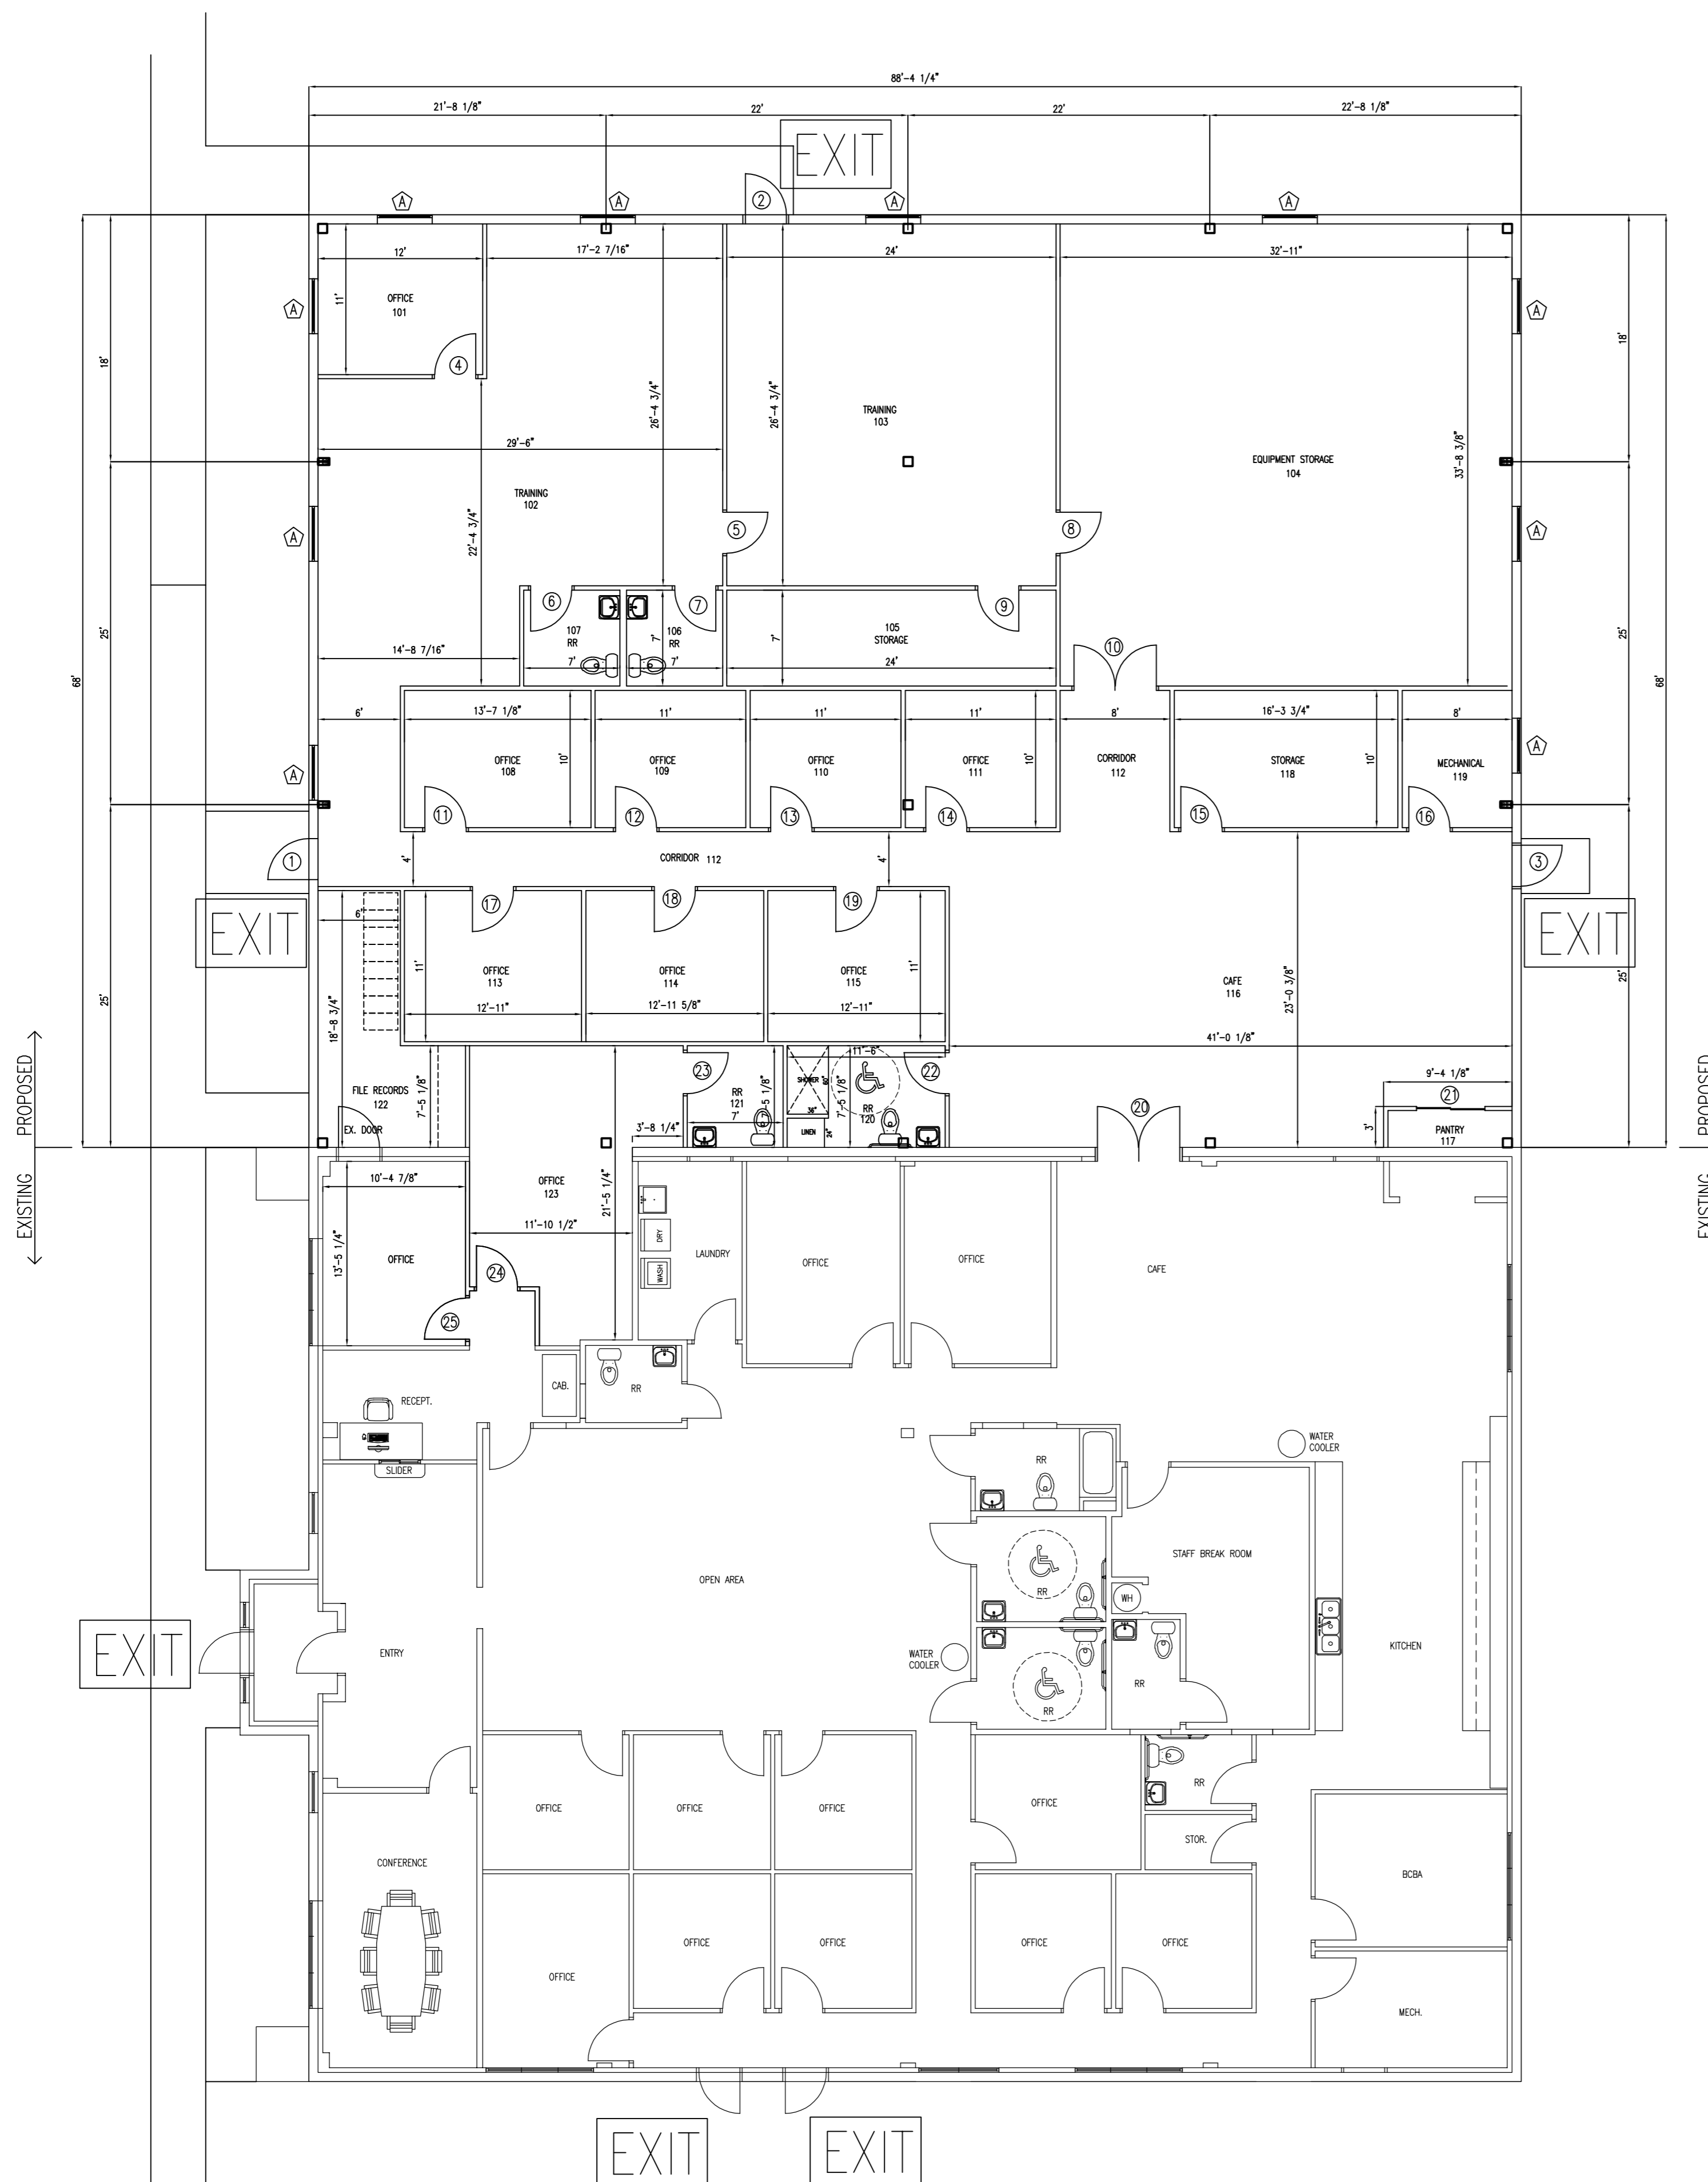 88'-4 1/4"
21'-8 1/8"
22'
22'
22'-8 1/8"
EXIT
2
A
A
A
A
12'
17'-2 7/16"
24'
32'-11"
11'
OFFICE
101
A
A
18'
18'
4
26'-4 3/4"
26'-4 3/4"
TRAINING
103
29'-6"
33'-8 3/8"
EQUIPMENT STORAGE
104
TRAINING
102
22'-4 3/4"
A
5
8
A
6
7
9
107
RR
106
RR
7'
105
STORAGE
7'
25'
25'
10
14'-8 7/16"
7'
7'
24'
68'
68'
6'
13'-7 1/8"
11'
11'
11'
8'
16'-3 3/4"
8'
A
A
OFFICE
108
10'
OFFICE
109
OFFICE
110
OFFICE
111
10'
CORRIDOR
112
STORAGE
118
10'
MECHANICAL
119
11
12
13
14
15
16
1
4'
CORRIDOR 112
4'
3
EXIT
17
18
19
EXIT
6'
11'
OFFICE
113
OFFICE
114
OFFICE
115
11'
CAFE
116
23'-0 3/8"
25'
25'
12'-11"
12'-11 5/8"
12'-11"
18'-8 3/4"
41'-0 1/8"
PROPOSED
PROPOSED
11'-6"
23
22
SHOWER
60"
36"
9'-4 1/8"
21
FILE RECORDS
122
7'-5 1/8"
RR
121
7'
7'-5 1/8"
7'-5 1/8"
RR
120
20
EX. DOOR
3'-8 1/4"
LINEN
24"
3'
PANTRY
117
EXISTING
EXISTING
10'-4 7/8"
OFFICE
123
21'-5 1/4"
11'-10 1/2"
13'-5 1/4"
OFFICE
24
25
DRY
WASH
LAUNDRY
OFFICE
OFFICE
CAFE
RECEPT.
CAB.
RR
SLIDER
RR
WATER
COOLER
OPEN AREA
RR
STAFF BREAK ROOM
WH
EXIT
ENTRY
WATER
COOLER
RR
RR
KITCHEN
OFFICE
OFFICE
OFFICE
OFFICE
RR
STOR.
CONFERENCE
BCBA
OFFICE
OFFICE
OFFICE
OFFICE
OFFICE
MECH.
EXIT
EXIT